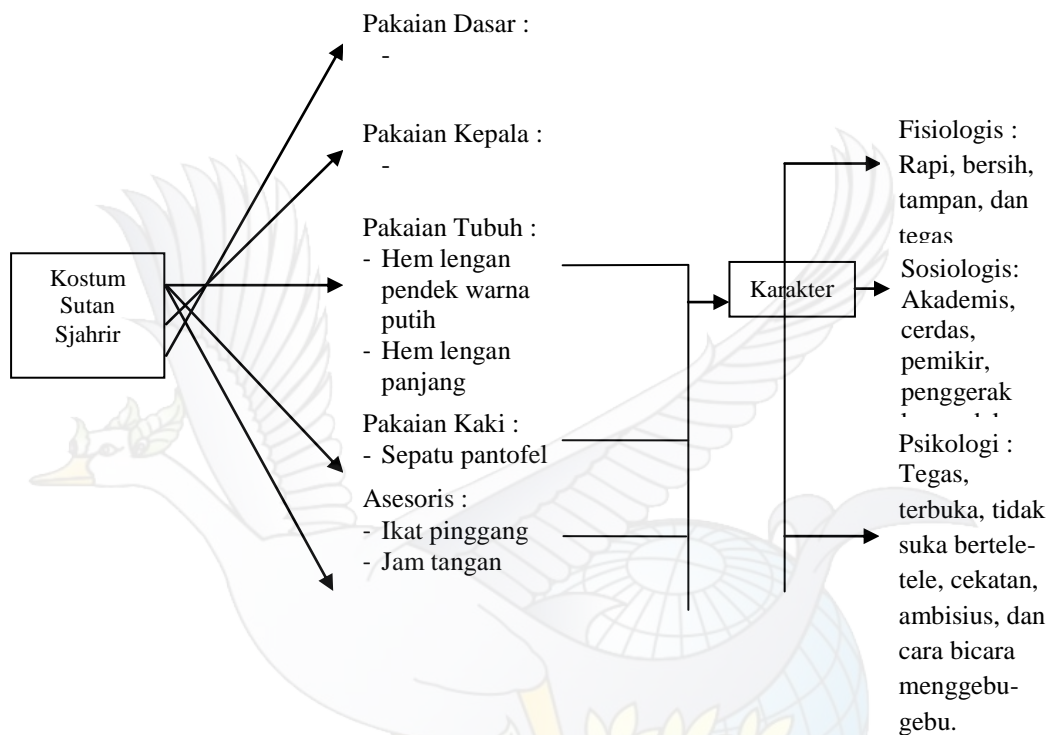 Pakaian Dasar :
-
Pakaian Kepala :
-
Kostum
Sutan
Sjahrir
Pakaian Tubuh :
- Hem lengan
pendek warna
putih
- Hem lengan
panjang
Pakaian Kaki :
- Sepatu pantofel
Asesoris :
- Ikat pinggang
- Jam tangan
Karakter
Fisiologis :
Rapi, bersih,
tampan, dan
tegas
Sosiologis:
Akademis,
cerdas,
pemikir,
penggerak
Psikologi :
Tegas,
terbuka, tidak
suka bertele-
tele, cekatan,
ambisius, dan
cara bicara
menggebu-
gebu.